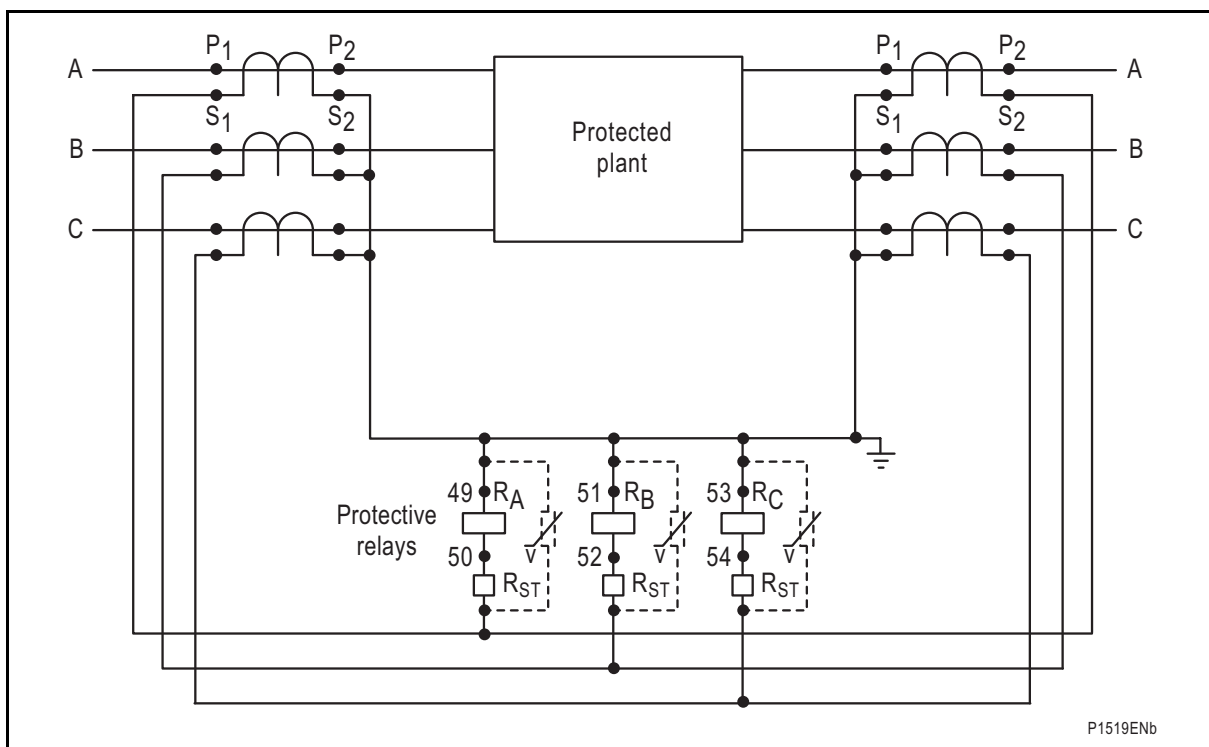 P1 P2 P1 P2
A A
S1 S2 S1 S2
B Protected plant B
C C
49 RA 51 RB 53 RC
Protective relays
v v v
50 52 54
RST RST RST
P1519ENb